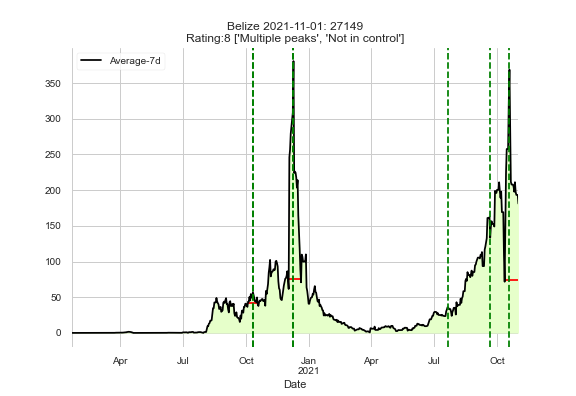 Belize 2021-11-01: 27149
Rating:8 ['Multiple peaks', 'Not in control']
Average-7d
350
300
250
200
150
100
50
0
Apr Jul Oct Jan Apr Jul Oct
2021
Date